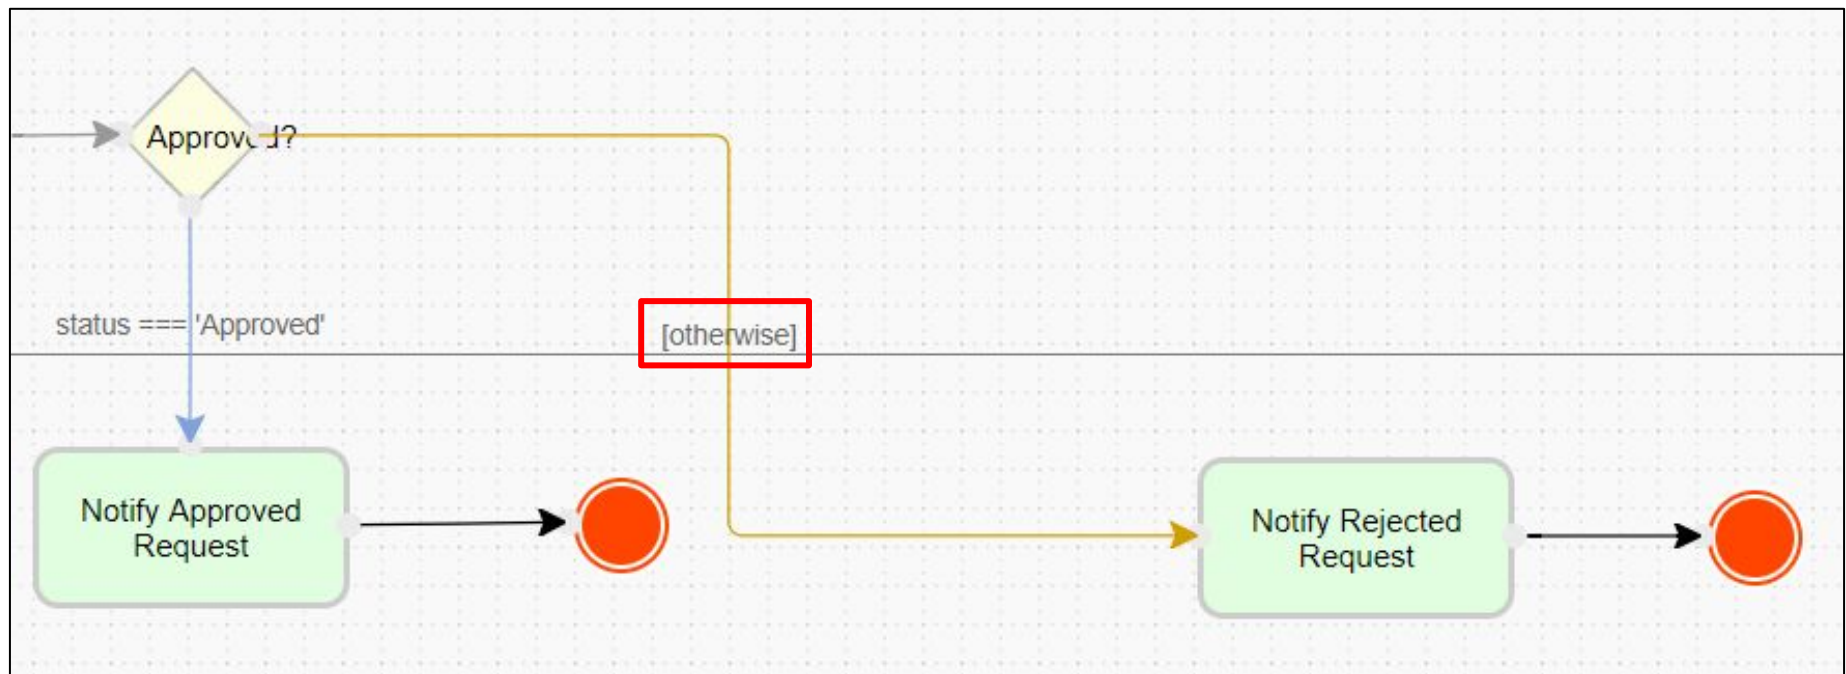 Approved?
status === 'Approved'
[otherwise]
Notify Approved
Request
Notify Rejected
Request